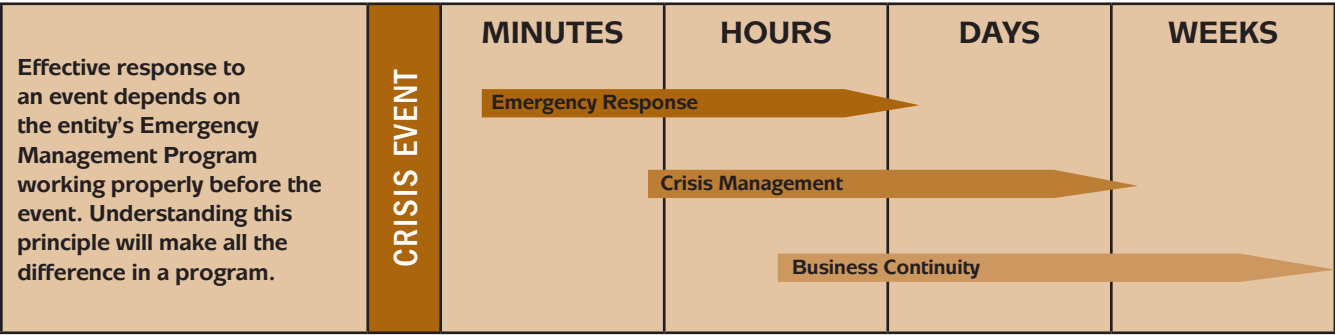 Effective response to
an event depends on
the entity’s Emergency
Management Program
working properly before the
event. Understanding this
principle will make all the
difference in a program.
CRISIS EVENT
MINUTES
HOURS
DAYS
WEEKS
Emergency Response
Crisis Management
Business Continuity